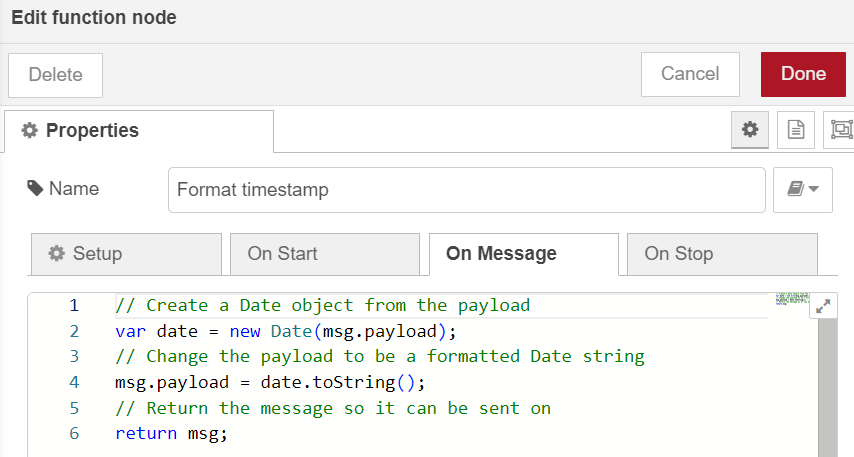 Edit function node
Delete
Cancel
Done
Properties
Name
Format timestamp
Setup
On Start
On Message
On Stop
1 // Create a Date object from the payload
2 var date = new Date(msg.payload);
3 // Change the payload to be a formatted Date string
4 msg.payload = date.toString();
5 // Return the message so it can be sent on
6 return msg;